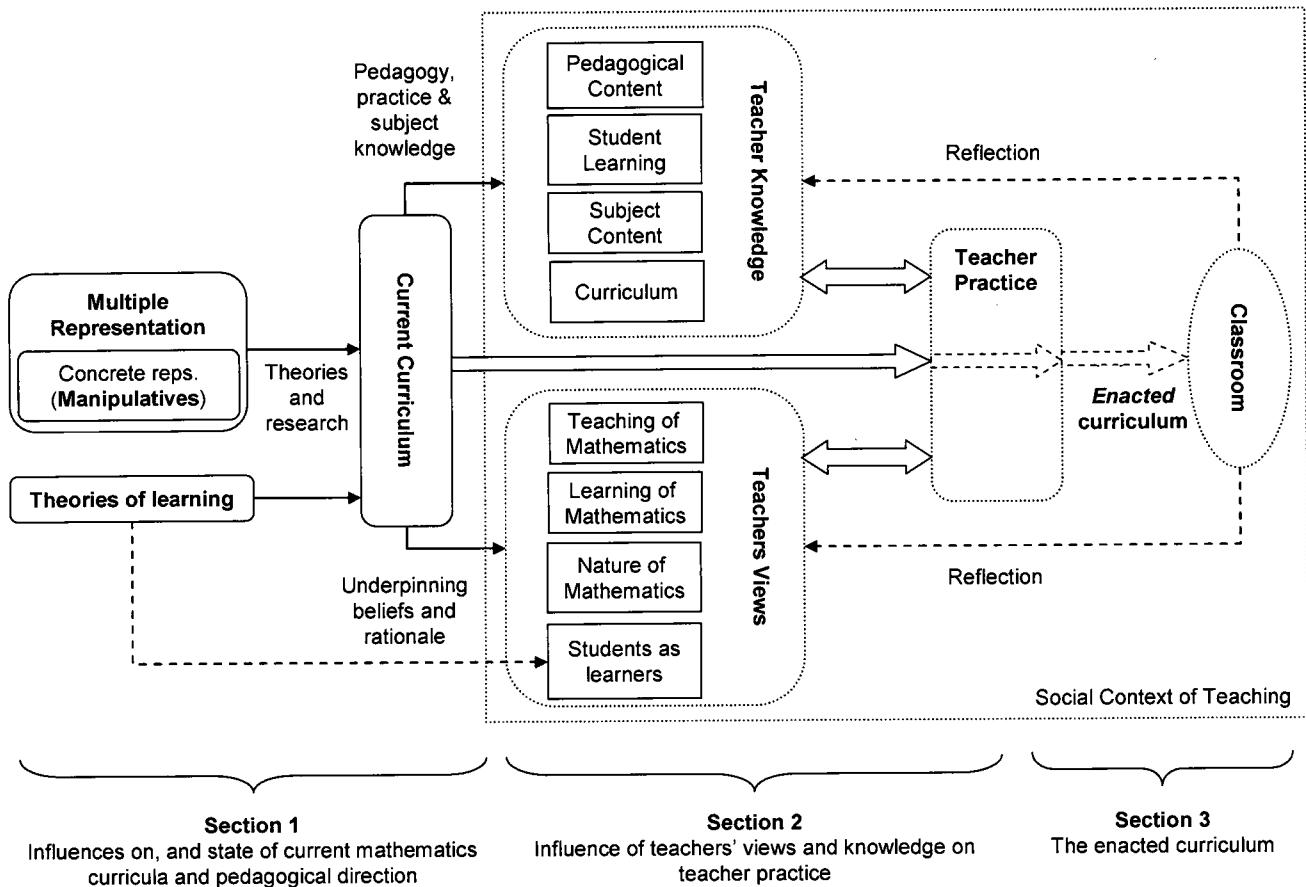 Pedagogy,
practice &
subject
knowledge
Pedagogical
Content
Student
Learning
Subject
Content
Curriculum
Teacher Knowledge
Reflection
Multiple
Representation
Concrete reps.
(Manipulatives)
Theories
and
research
Current Curriculum
Teacher
Practice
Enacted
curriculum
Classroom
Theories of learning
Teaching of
Mathematics
Learning of
Mathematics
Nature of
Mathematics
Students as
learners
Teachers Views
Reflection
Underpinning
beliefs and
rationale
Social Context of Teaching
Section 1
Influences on, and state of current mathematics
curricula and pedagogical direction
Section 2
Influence of teachers' views and knowledge on
teacher practice
Section 3
The enacted curriculum